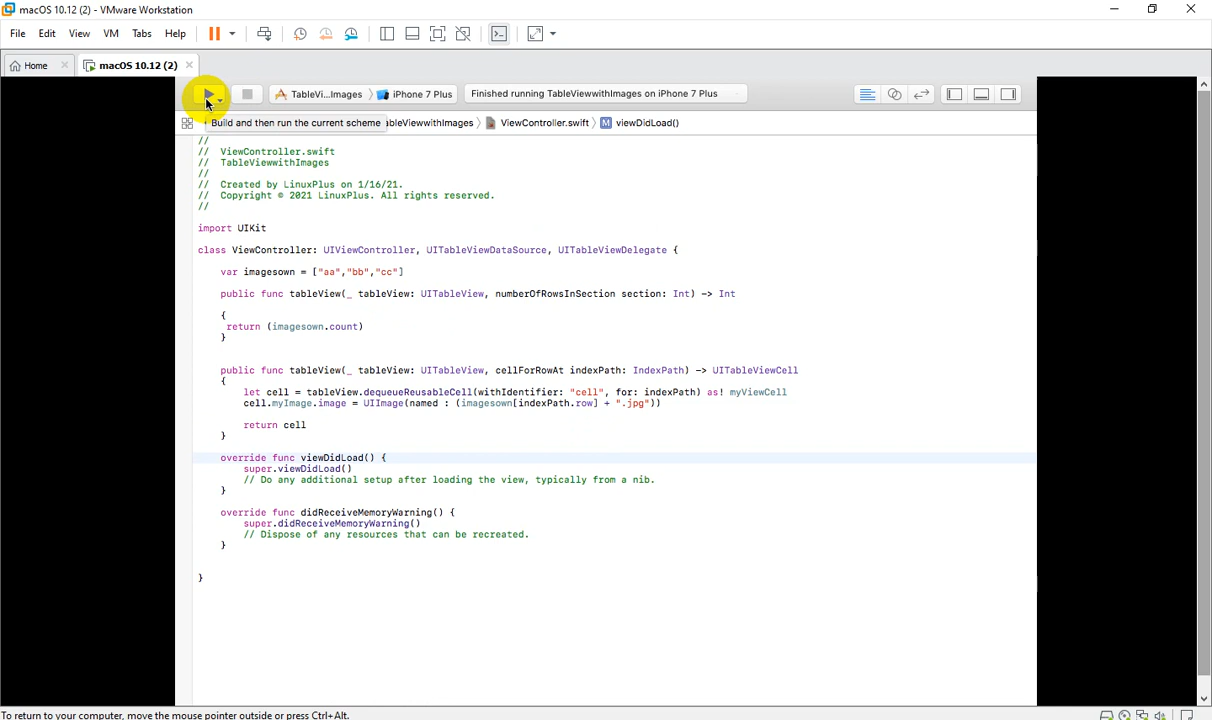 macOS 10.12 (2) - VMware Workstation
File Edit View VM Tabs Help
Home macOS 10.12 (2)
TableVi...Images iPhone 7 Plus Finished running TableViewwithImages on iPhone 7 Plus
Build and then run the current scheme bleViewwithImages ViewController.swift M viewDidLoad()
//
// ViewController.swift
// TableViewwithImages
//
// Created by LinuxPlus on 1/16/21.
// Copyright © 2021 LinuxPlus. All rights reserved.
//
import UIKit
class ViewController: UIViewController, UITableViewDataSource, UITableViewDelegate {
var imagesown = ["aa","bb","cc"]
public func tableView(_ tableView: UITableView, numberOfRowsInSection section: Int) -> Int
{
return (imagesown.count)
}
public func tableView(_ tableView: UITableView, cellForRowAt indexPath: IndexPath) -> UITableViewCell
{
let cell = tableView.dequeueReusableCell(withIdentifier: "cell", for: indexPath) as! myViewCell
cell.myImage.image = UIImage(named : (imagesown[indexPath.row] + ".jpg"))
return cell
}
override func viewDidLoad() {
super.viewDidLoad()
// Do any additional setup after loading the view, typically from a nib.
}
override func didReceiveMemoryWarning() {
super.didReceiveMemoryWarning()
// Dispose of any resources that can be recreated.
}
}
To return to your computer, move the mouse pointer outside or press Ctrl+Alt.